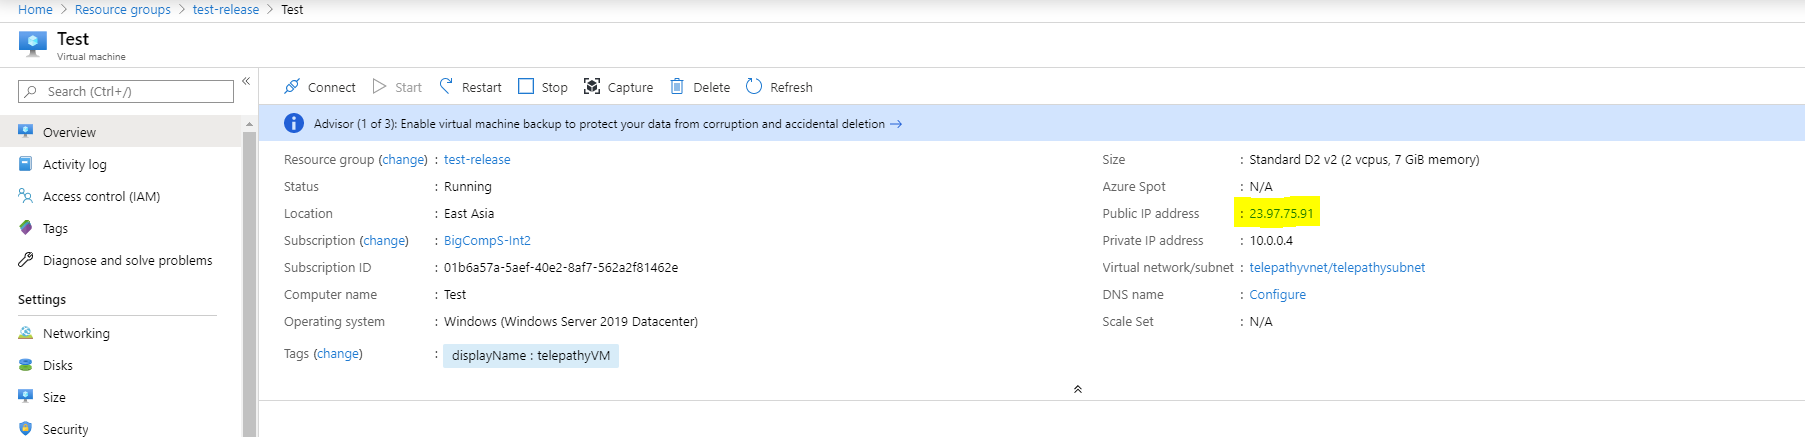 Home > Resource groups > test-release > Test
Test
Virtual machine
«
Search (Ctrl+/)
Overview
Activity log
Access control (IAM)
Tags
Diagnose and solve problems
Settings
Networking
Disks
Size
Security
Connect Start Restart Stop Capture Delete Refresh
Advisor (1 of 3): Enable virtual machine backup to protect your data from corruption and accidental deletion →
Resource group (change) : test-release
Status : Running
Location : East Asia
Subscription (change) : BigCompS-Int2
Subscription ID : 01b6a57a-5aef-40e2-8af7-562a2f81462e
Computer name : Test
Operating system : Windows (Windows Server 2019 Datacenter)
Tags (change) : displayName : telepathyVM
Size : Standard D2 v2 (2 vcpus, 7 GiB memory)
Azure Spot : N/A
Public IP address : 23.97.75.91
Private IP address : 10.0.0.4
Virtual network/subnet : telepathyvnet/telepathysubnet
DNS name : Configure
Scale Set : N/A